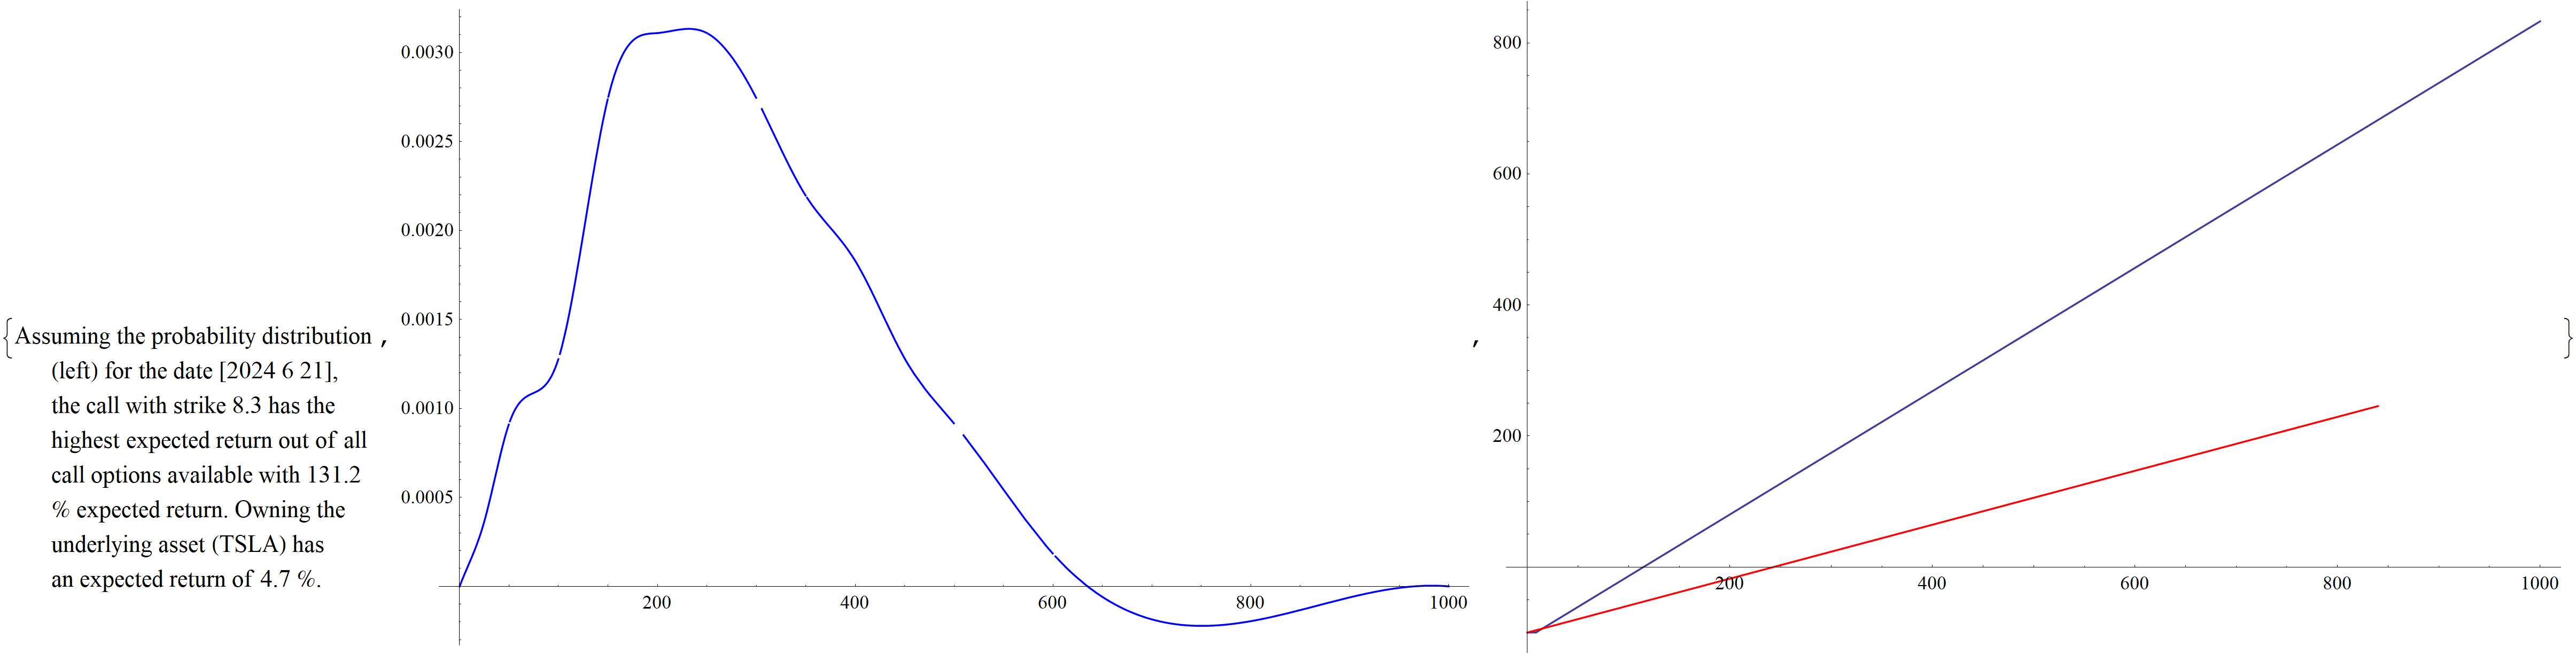 {Assuming the probability distribution ,
(left) for the date [2024 6 21],
the call with strike 8.3 has the
highest expected return out of all
call options available with 131.2
% expected return. Owning the
underlying asset (TSLA) has
an expected return of 4.7 %.
0.0030
0.0025
0.0020
0.0015
0.0010
0.0005
200 400 600 800 1000
,
800
600
400
200
200 400 600 800 1000
}